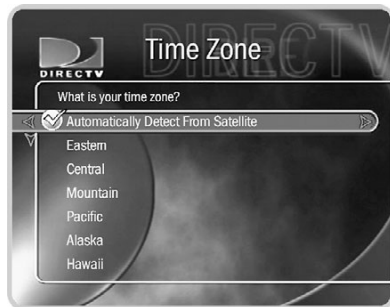 DIRECTV
Time Zone
DIRECTV
What is your time zone?
Automatically Detect From Satellite
Eastern
Central
Mountain
Pacific
Alaska
Hawaii